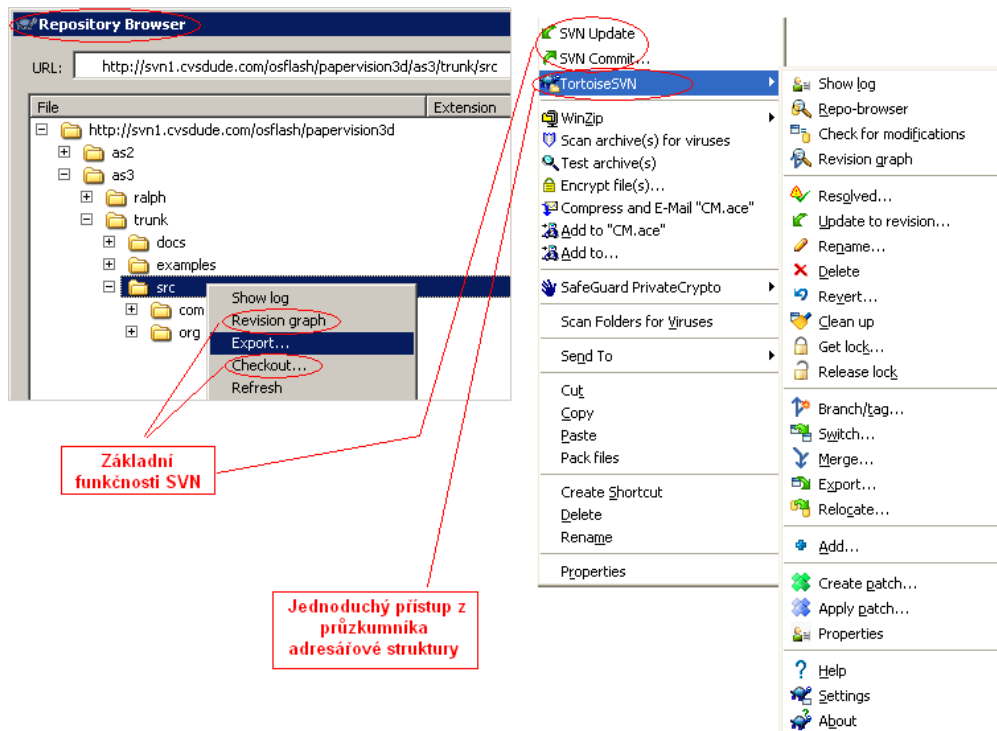 Repository Browser
URL: http://svn1.cvsdude.com/osflash/papervision3d/as3/trunk/src
File Extension
http://svn1.cvsdude.com/osflash/papervision3d
as2
as3
ralph
trunk
docs
examples
src
com
org
Show log
Revision graph
Export...
Checkout...
Refresh
Základní
funkčnosti SVN
Jednoduchý přístup z
průzkumníka
adresářové struktury
SVN Update
SVN Commit...
TortoiseSVN
WinZip
Scan archive(s) for viruses
Test archive(s)
Encrypt file(s)...
Compress and E-Mail "CM.ace"
Add to "CM.ace"
Add to...
SafeGuard PrivateCrypto
Scan Folders for Viruses
Send To
Cut
Copy
Paste
Pack files
Create Shortcut
Delete
Rename
Properties
Show log
Repo-browser
Check for modifications
Revision graph
Resolved...
Update to revision...
Rename...
Delete
Revert...
Clean up
Get lock...
Release lock
Branch/tag...
Switch...
Merge...
Export...
Relocate...
Add...
Create patch...
Apply patch...
Properties
Help
Settings
About